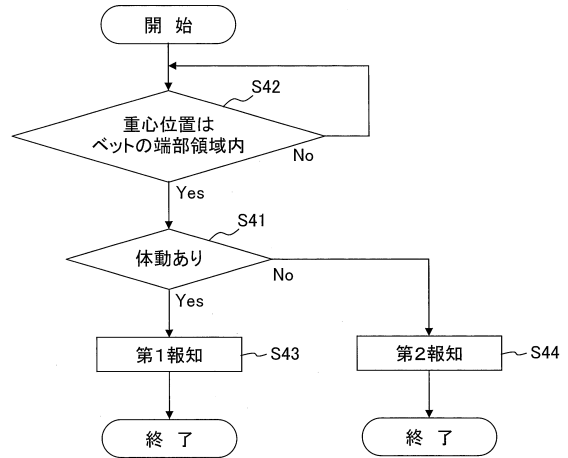 開 始
S42
重心位置は
ベットの端部領域内
No
Yes
S41
体動あり
No
Yes
第1報知
S43
第2報知
S44
終 了
終 了